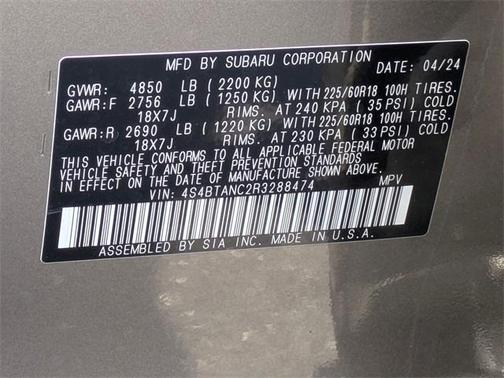 MFD BY SUBARU CORPORATION DATE: 04/24
GVWR: 4850 LB (2200 KG)
GAWR:F 2756 LB (1250 KG) WITH 225/60R18 100H TIRES.
18X7J RIMS. AT 240 KPA (35 PSI) COLD
GAWR:R 2690 LB (1220 KG) WITH 225/60R18 100H TIRES.
18X7J RIMS. AT 230 KPA (33 PSI) COLD
THIS VEHICLE CONFORMS TO ALL APPLICABLE FEDERAL MOTOR
VEHICLE SAFETY AND THEFT PREVENTION STANDARDS
IN EFFECT ON THE DATE OF MANUFACTURE SHOWN ABOVE.
VIN: 4S4BTANC2R3288474 MPV
ASSEMBLED BY SIA INC. MADE IN U.S.A.